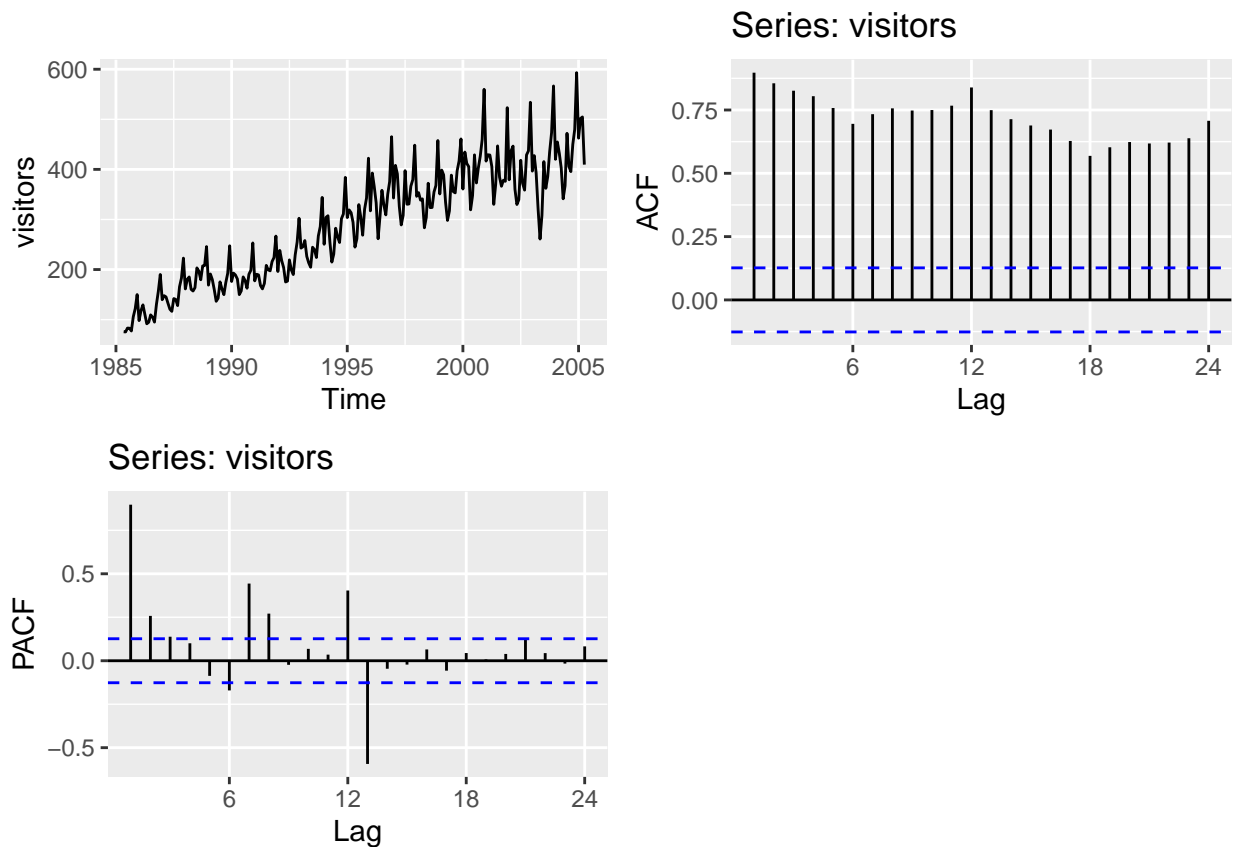 600
400
200
visitors
1985 1990 1995 2000 2005
Time
Series: visitors
0.75
0.50
0.25
0.00
ACF
6 12 18 24
Lag
Series: visitors
0.5
0.0
−0.5
PACF
6 12 18 24
Lag